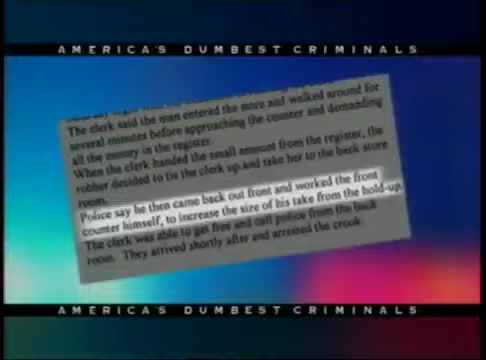 AMERICA'S DUMBEST CRIMINALS
The clerk said the man entered the store and walked around for
several minutes before approaching the counter and demanding
all the money in the register.
When the clerk handed the small amount from the register, the
robber decided to tie the clerk up and take her to the back store
room.
Police say he then came back out front and worked the front
counter himself, to increase the size of his take from the hold-up.
The clerk was able to get free and call police from the back
room. They arrived shortly after and arrested the crook.
AMERICA'S DUMBEST CRIMINALS